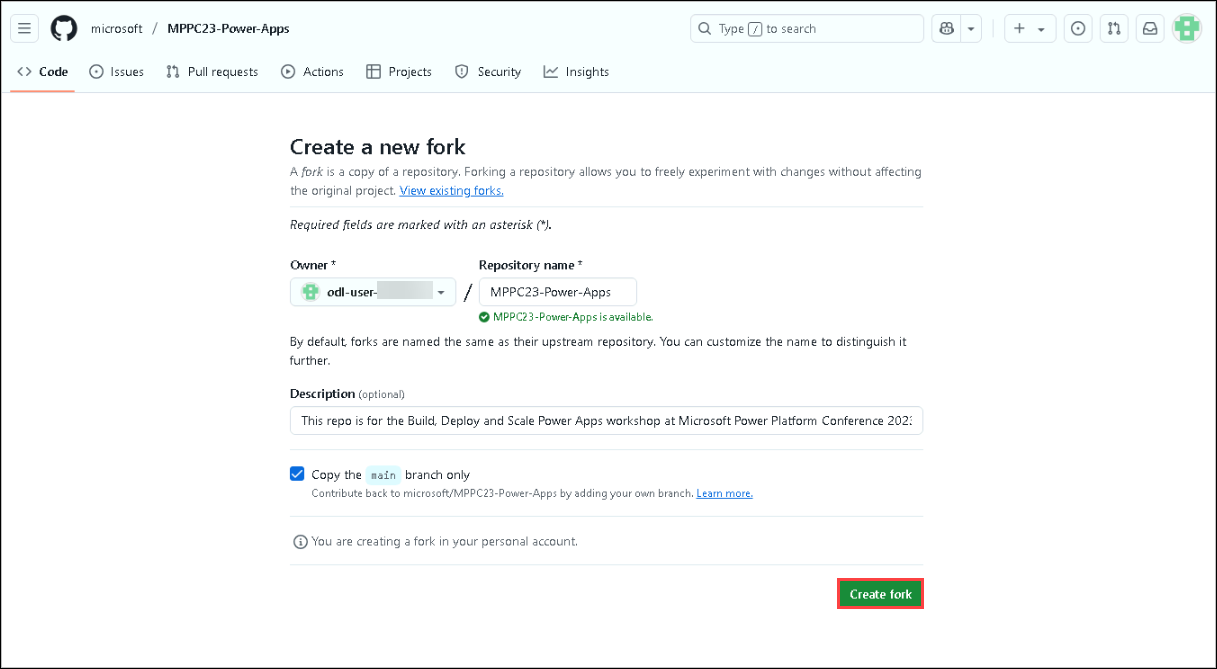 microsoft / MPPC23-Power-Apps
Type / to search
Code
Issues
Pull requests
Actions
Projects
Security
Insights
Create a new fork
A fork is a copy of a repository. Forking a repository allows you to freely experiment with changes without affecting
the original project. View existing forks.
Required fields are marked with an asterisk (*).
Owner *
Repository name *
odl-user-
/
MPPC23-Power-Apps
MPPC23-Power-Apps is available.
By default, forks are named the same as their upstream repository. You can customize the name to distinguish it
further.
Description (optional)
This repo is for the Build, Deploy and Scale Power Apps workshop at Microsoft Power Platform Conference 2023
Copy the main branch only
Contribute back to microsoft/MPPC23-Power-Apps by adding your own branch. Learn more.
You are creating a fork in your personal account.
Create fork